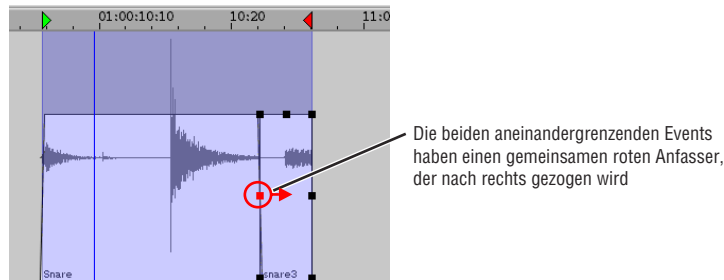 01:00:10:10
10:20
11:0
Die beiden aneinandergrenzenden Events
haben einen gemeinsamen roten Anfasser,
der nach rechts gezogen wird
Snare
snare3